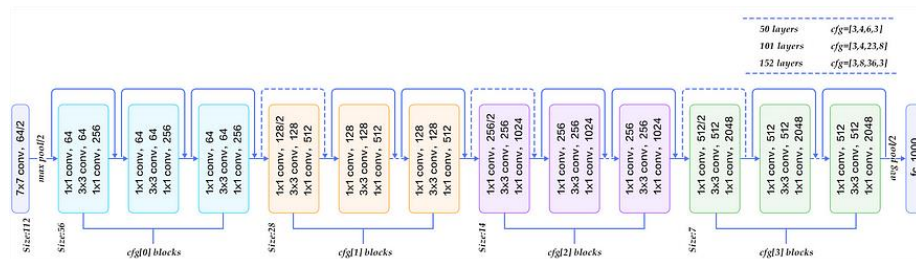 50 layers cfg=[3,4,6,3]
101 layers cfg=[3,4,23,8]
152 layers cfg=[3,8,36,3]
7x7 conv, 64/2
max pool/2
1x1 conv, 64
3x3 conv, 64
1x1 conv, 256
1x1 conv, 64
3x3 conv, 64
1x1 conv, 256
1x1 conv, 64
3x3 conv, 64
1x1 conv, 256
1x1 conv, 128/2
3x3 conv, 128
1x1 conv, 512
1x1 conv, 128
3x3 conv, 128
1x1 conv, 512
1x1 conv, 128
3x3 conv, 128
1x1 conv, 512
1x1 conv, 256/2
3x3 conv, 256
1x1 conv, 1024
1x1 conv, 256
3x3 conv, 256
1x1 conv, 1024
1x1 conv, 256
3x3 conv, 256
1x1 conv, 1024
1x1 conv, 512/2
3x3 conv, 512
1x1 conv, 2048
1x1 conv, 512
3x3 conv, 512
1x1 conv, 2048
1x1 conv, 512
3x3 conv, 512
1x1 conv, 2048
avg pool/2
fc 1000
Size:112
Size:56
cfg[0] blocks
Size:28
cfg[1] blocks
Size:14
cfg[2] blocks
Size:7
cfg[3] blocks